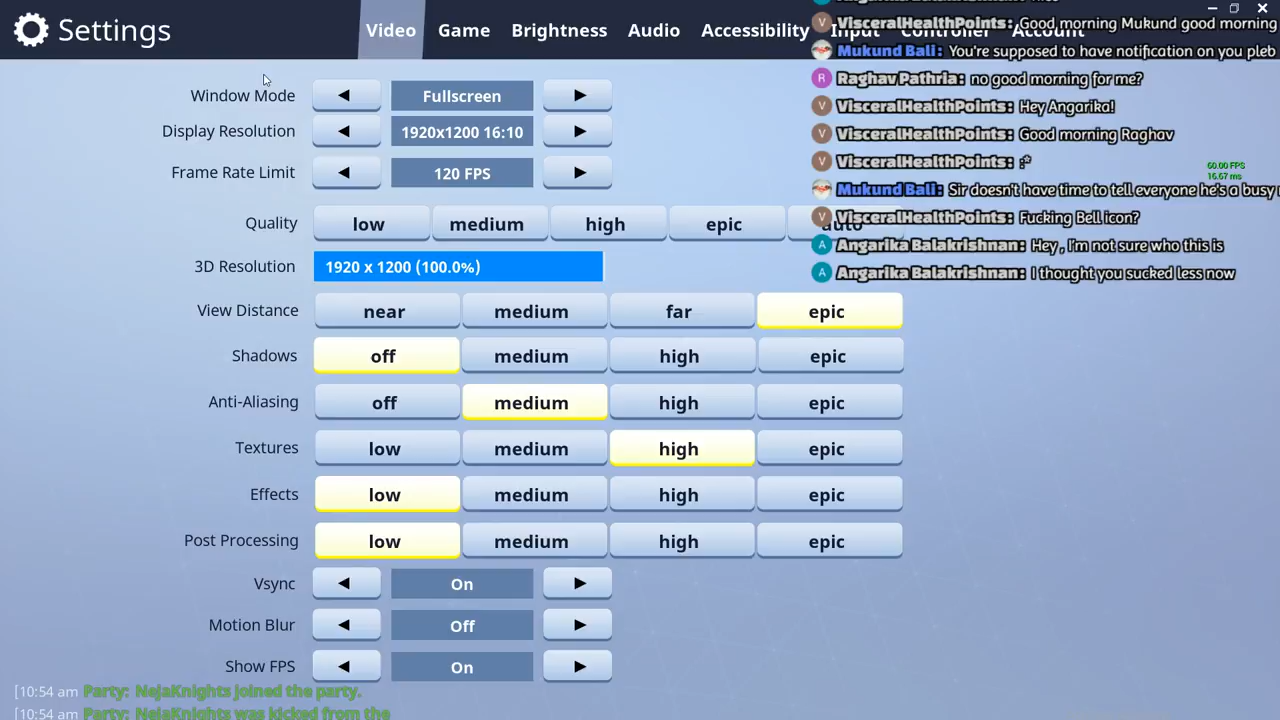 Settings
Video Game Brightness Audio Accessibility Input Controller Account
VisceralHealthPoints: Good morning Mukund good morning
Mukund Bali: You're supposed to have notification on you pleb
Raghav Pathria: no good morning for me?
VisceralHealthPoints: Hey Angarika!
VisceralHealthPoints: Good morning Raghav
VisceralHealthPoints: :*
60.00 FPS
16.67 ms
Mukund Bali: Sir doesn't have time to tell everyone he's a busy
VisceralHealthPoints: Fucking Bell icon?
Angarika Balakrishnan: Hey , I'm not sure who this is
Angarika Balakrishnan: I thought you sucked less now
Window Mode ◀ Fullscreen ▶
Display Resolution ◀ 1920x1200 16:10 ▶
Frame Rate Limit ◀ 120 FPS ▶
Quality low medium high epic auto
3D Resolution 1920 x 1200 (100.0%)
View Distance near medium far epic
Shadows off medium high epic
Anti-Aliasing off medium high epic
Textures low medium high epic
Effects low medium high epic
Post Processing low medium high epic
Vsync ◀ On ▶
Motion Blur ◀ Off ▶
Show FPS ◀ On ▶
[10:54 am Party: NejaKnights joined the party.
[10:54 am Party: NejaKnights was kicked from the